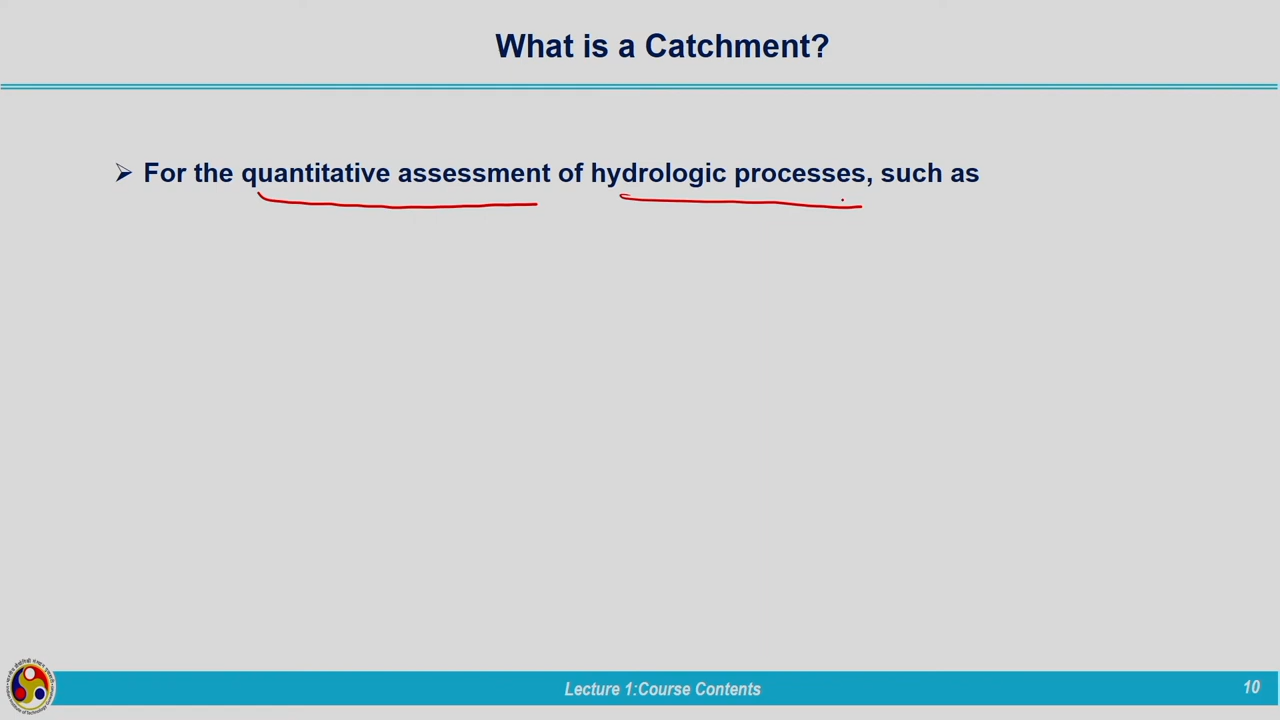 What is a Catchment?
➢ For the quantitative assessment of hydrologic processes, such as
Lecture 1:Course Contents
10